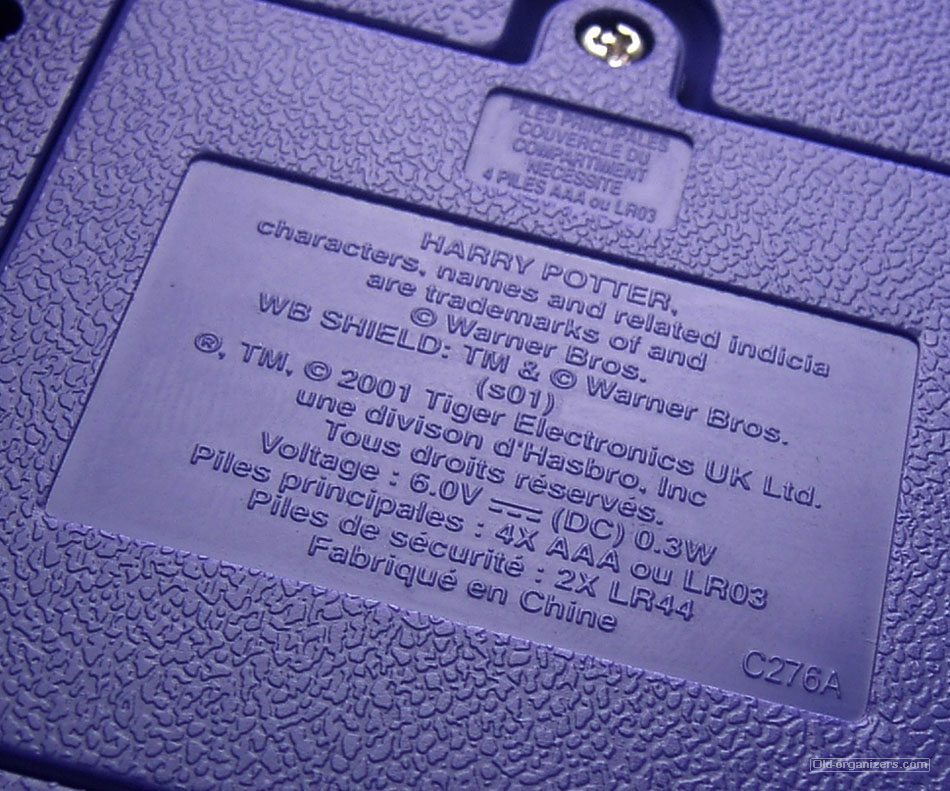 LES PRINCIPALES
COUVERCLE DU
COMPARTIMENT
NECESSITE
4 PILES AAA ou LR03
HARRY POTTER,
characters, names and related indicia
are trademarks of and
© Warner Bros.
WB SHIELD: TM & © Warner Bros.
(s01)
®, TM, © 2001 Tiger Electronics UK Ltd.
une divison d'Hasbro, Inc
Tous droits réservés.
Voltage : 6.0V ⎓ (DC) 0.3W
Piles principales : 4X AAA ou LR03
Piles de sécurité : 2X LR44
Fabriqué en Chine
C276A
Old-organizers.com